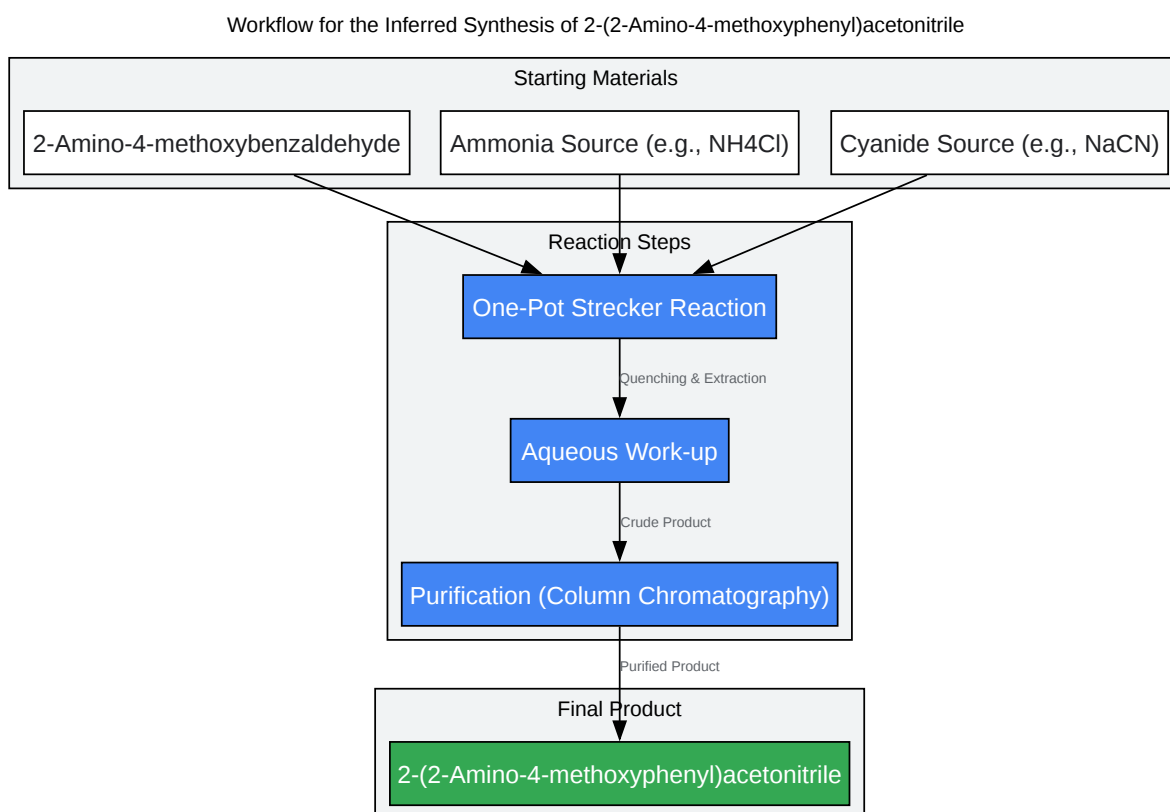 Workflow for the Inferred Synthesis of 2-(2-Amino-4-methoxyphenyl)acetonitrile
Starting Materials
2-Amino-4-methoxybenzaldehyde
Ammonia Source (e.g., NH4Cl)
Cyanide Source (e.g., NaCN)
Reaction Steps
One-Pot Strecker Reaction
Quenching & Extraction
Aqueous Work-up
Crude Product
Purification (Column Chromatography)
Purified Product
Final Product
2-(2-Amino-4-methoxyphenyl)acetonitrile